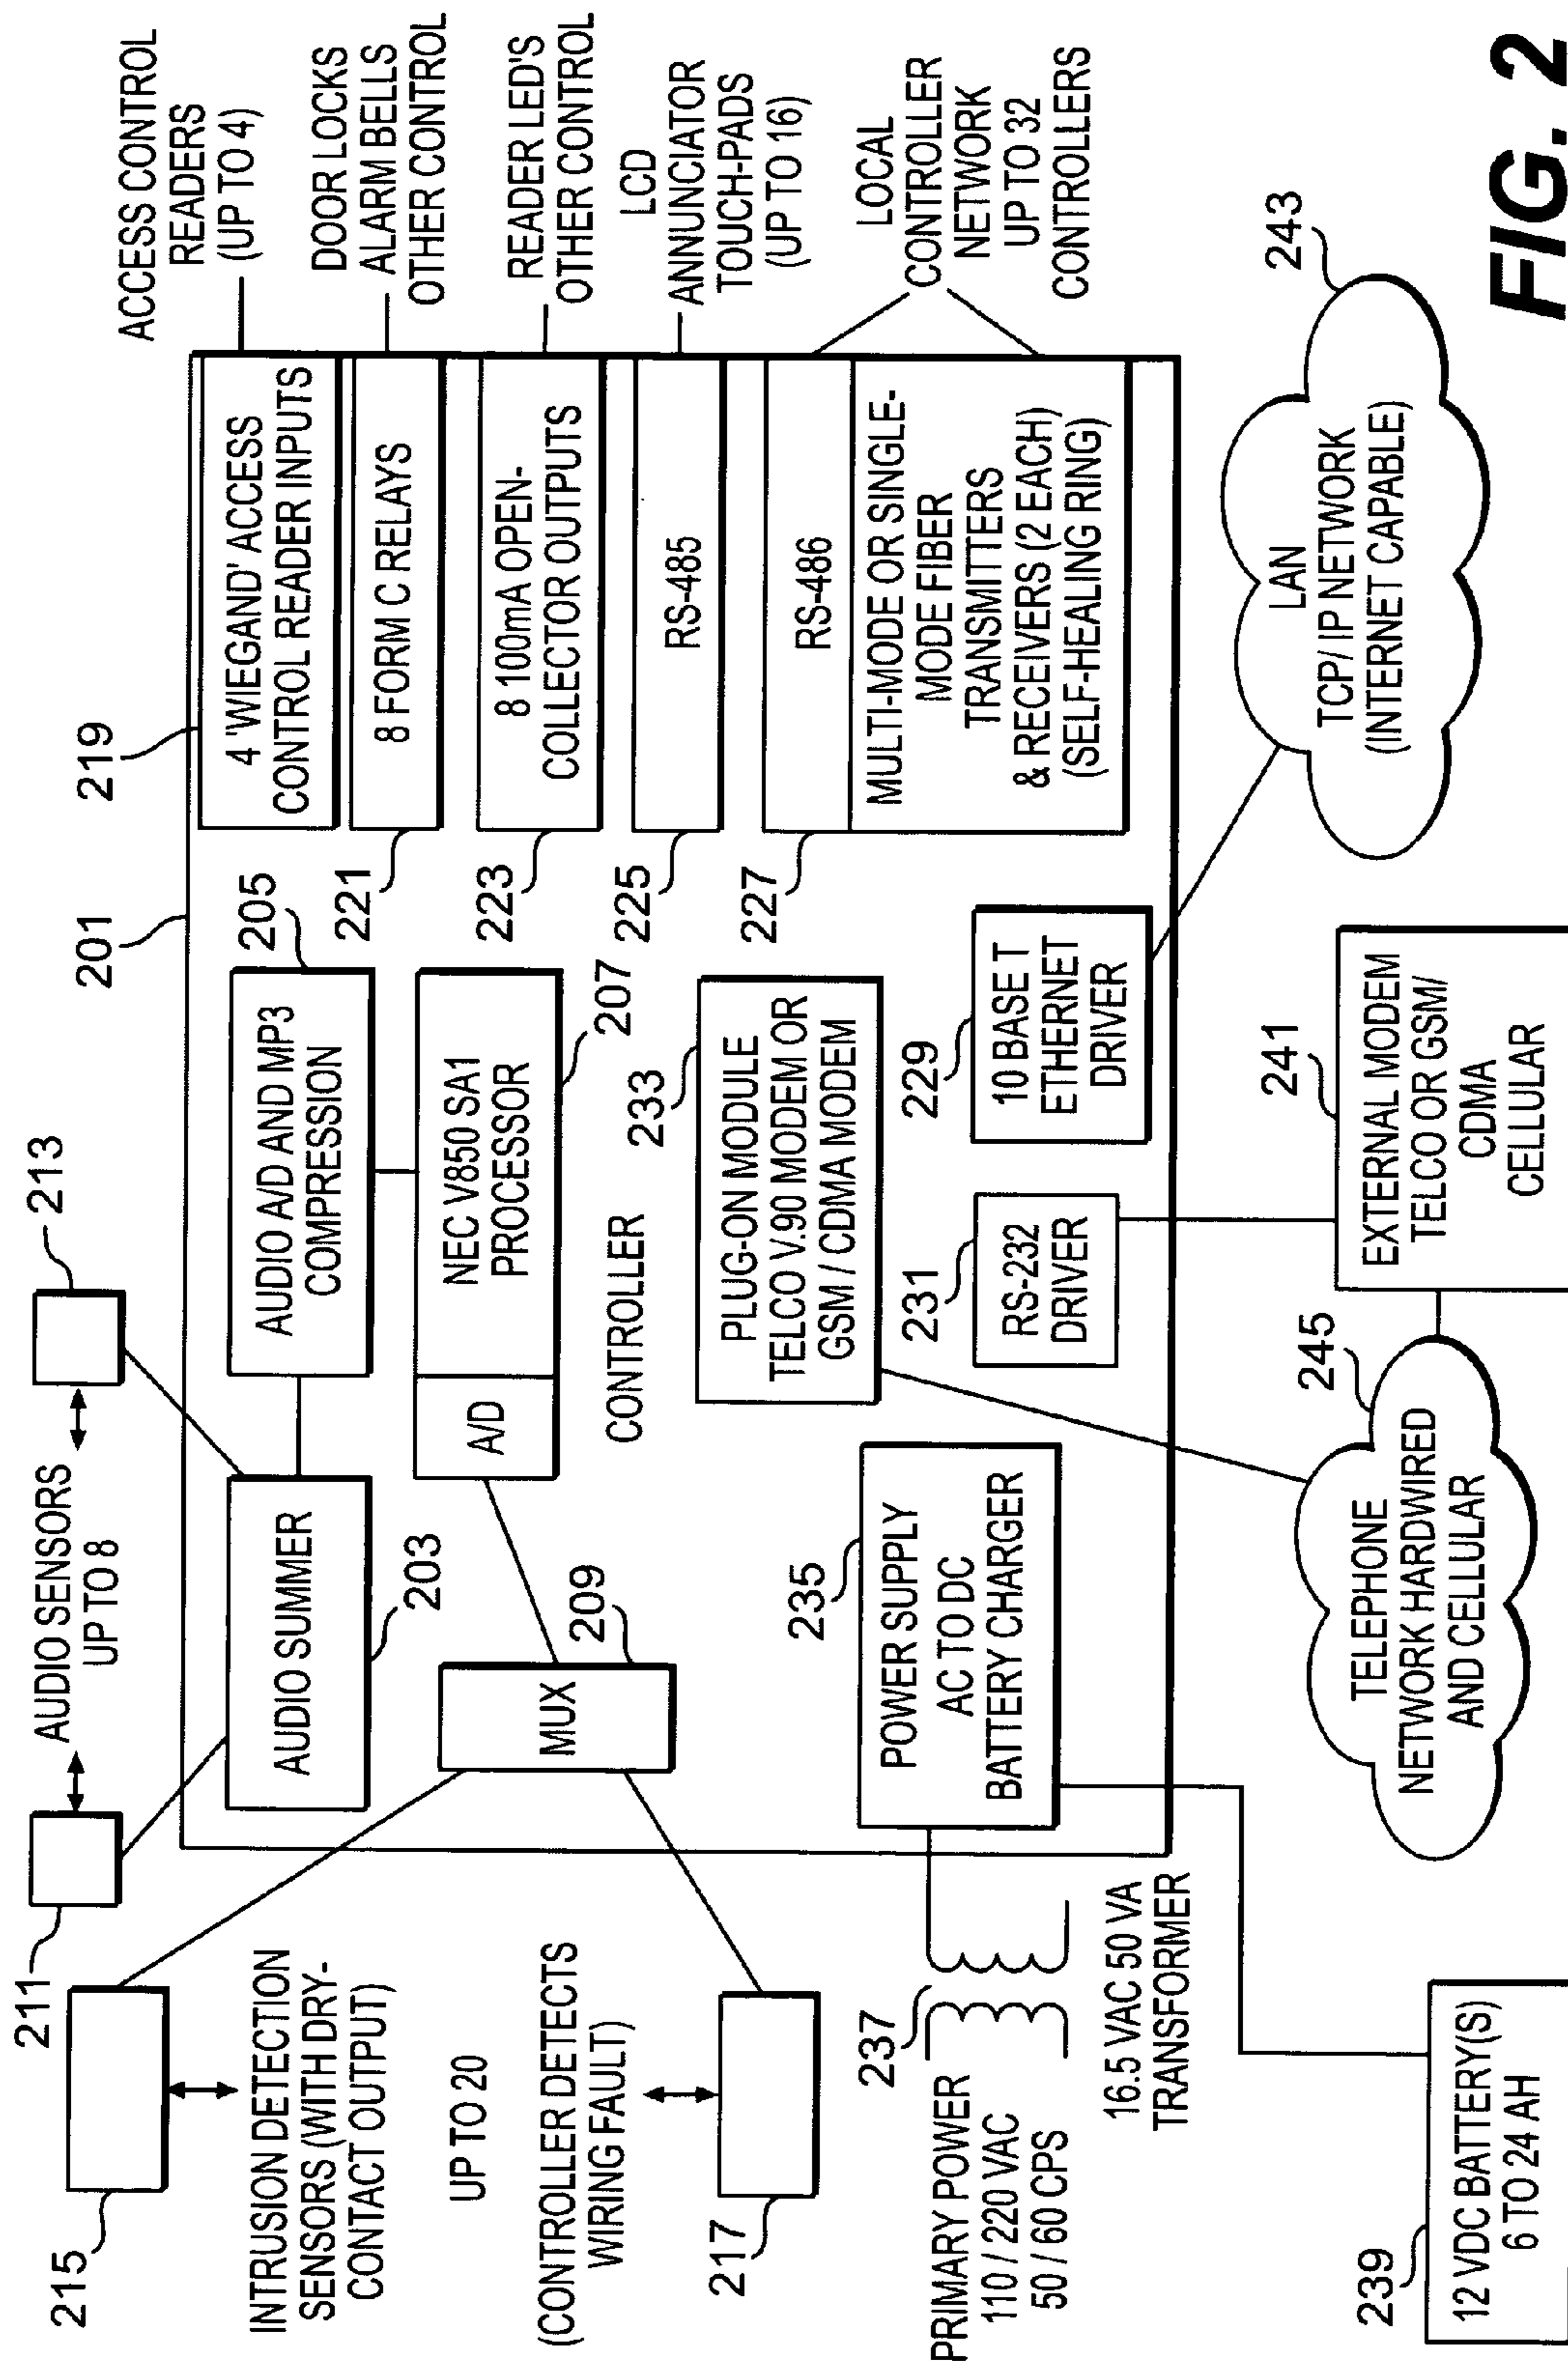 213
AUDIO SENSORS
UP TO 8
211
215
INTRUSION DETECTION
SENSORS (WITH DRY-
CONTACT OUTPUT)
UP TO 20
(CONTROLLER DETECTS
WIRING FAULT)
217
201
AUDIO SUMMER
203
AUDIO A/D AND MP3
COMPRESSION
205
A/D
NEC V850 SA1
PROCESSOR
207
CONTROLLER
MUX
209
219
4 'WIEGAND' ACCESS
CONTROL READER INPUTS
ACCESS CONTROL
READERS
(UP TO 4)
221
8 FORM C RELAYS
DOOR LOCKS
ALARM BELLS
OTHER CONTROL
223
8 100mA OPEN-
COLLECTOR OUTPUTS
READER LED'S
OTHER CONTROL
225
RS-485
LCD
ANNUNCIATOR
TOUCH-PADS
(UP TO 16)
227
RS-486
MULTI-MODE OR SINGLE-
MODE FIBER
TRANSMITTERS
& RECEIVERS (2 EACH)
(SELF-HEALING RING)
LOCAL
CONTROLLER
NETWORK
UP TO 32
CONTROLLERS
233
PLUG-ON MODULE
TELCO V.90 MODEM OR
GSM / CDMA MODEM
229
10 BASE T
ETHERNET
DRIVER
231
RS-232
DRIVER
235
POWER SUPPLY
AC TO DC
BATTERY CHARGER
237
PRIMARY POWER
110 / 220 VAC
50 / 60 CPS
16.5 VAC 50 VA
TRANSFORMER
239
12 VDC BATTERY(S)
6 TO 24 AH
245
TELEPHONE
NETWORK HARDWIRED
AND CELLULAR
241
EXTERNAL MODEM
TELCO OR GSM/
CDMA
CELLULAR
243
LAN
TCP/ IP NETWORK
(INTERNET CAPABLE)
FIG. 2